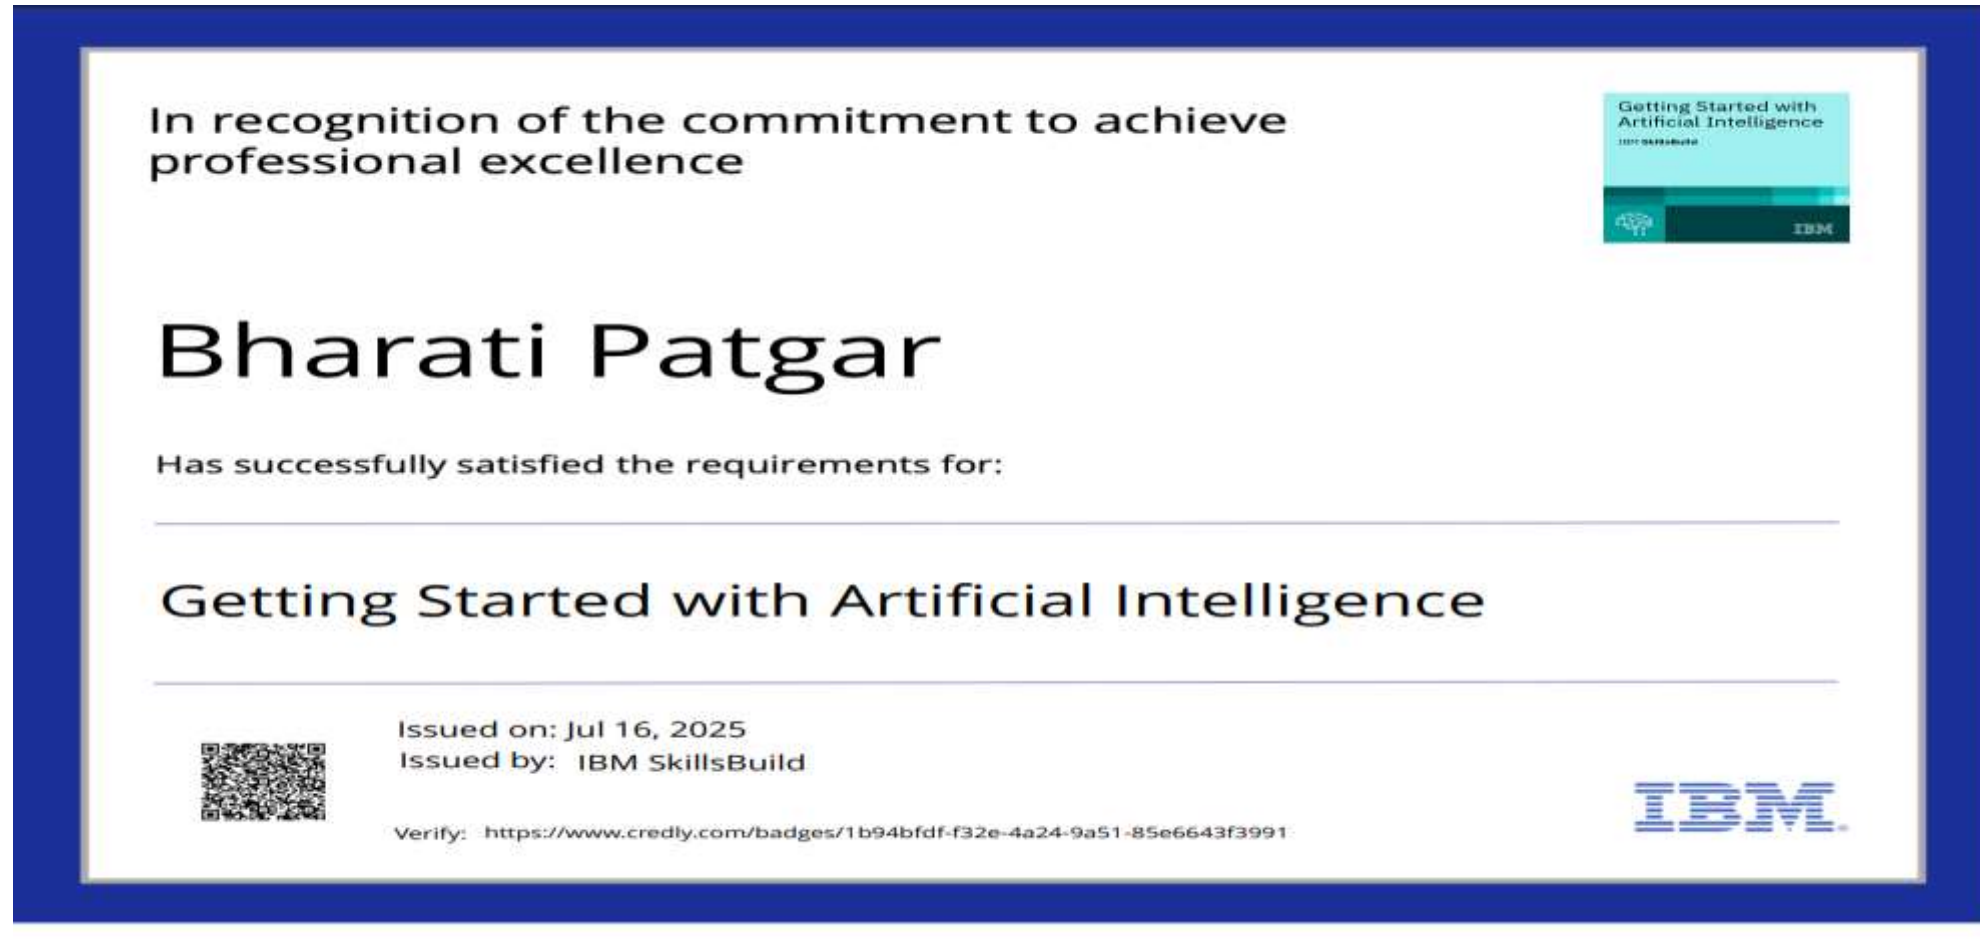 In recognition of the commitment to achieve
professional excellence
Getting Started with
Artificial Intelligence
IBM SkillsBuild
IBM
Bharati Patgar
Has successfully satisfied the requirements for:
Getting Started with Artificial Intelligence
Issued on: Jul 16, 2025
Issued by: IBM SkillsBuild
Verify: https://www.credly.com/badges/1b94bfdf-f32e-4a24-9a51-85e6643f3991
IBM